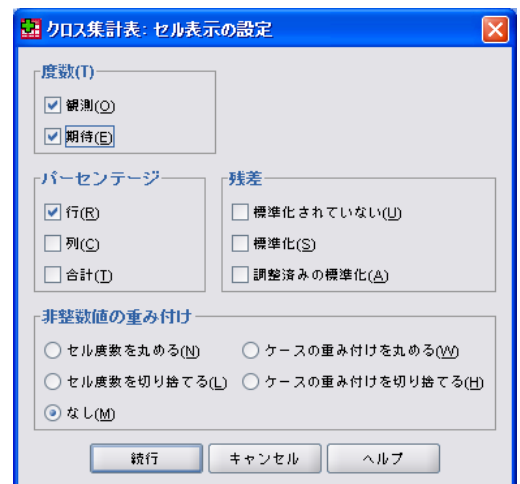 クロス集計表: セル表示の設定
度数(T)
観測(O)
期待(E)
パーセンテージ
残差
行(R)
標準化されていない(U)
列(C)
標準化(S)
合計(T)
調整済みの標準化(A)
非整数値の重み付け
セル度数を丸める(N)
ケースの重み付けを丸める(W)
セル度数を切り捨てる(L)
ケースの重み付けを切り捨てる(H)
なし(M)
続行
キャンセル
ヘルプ